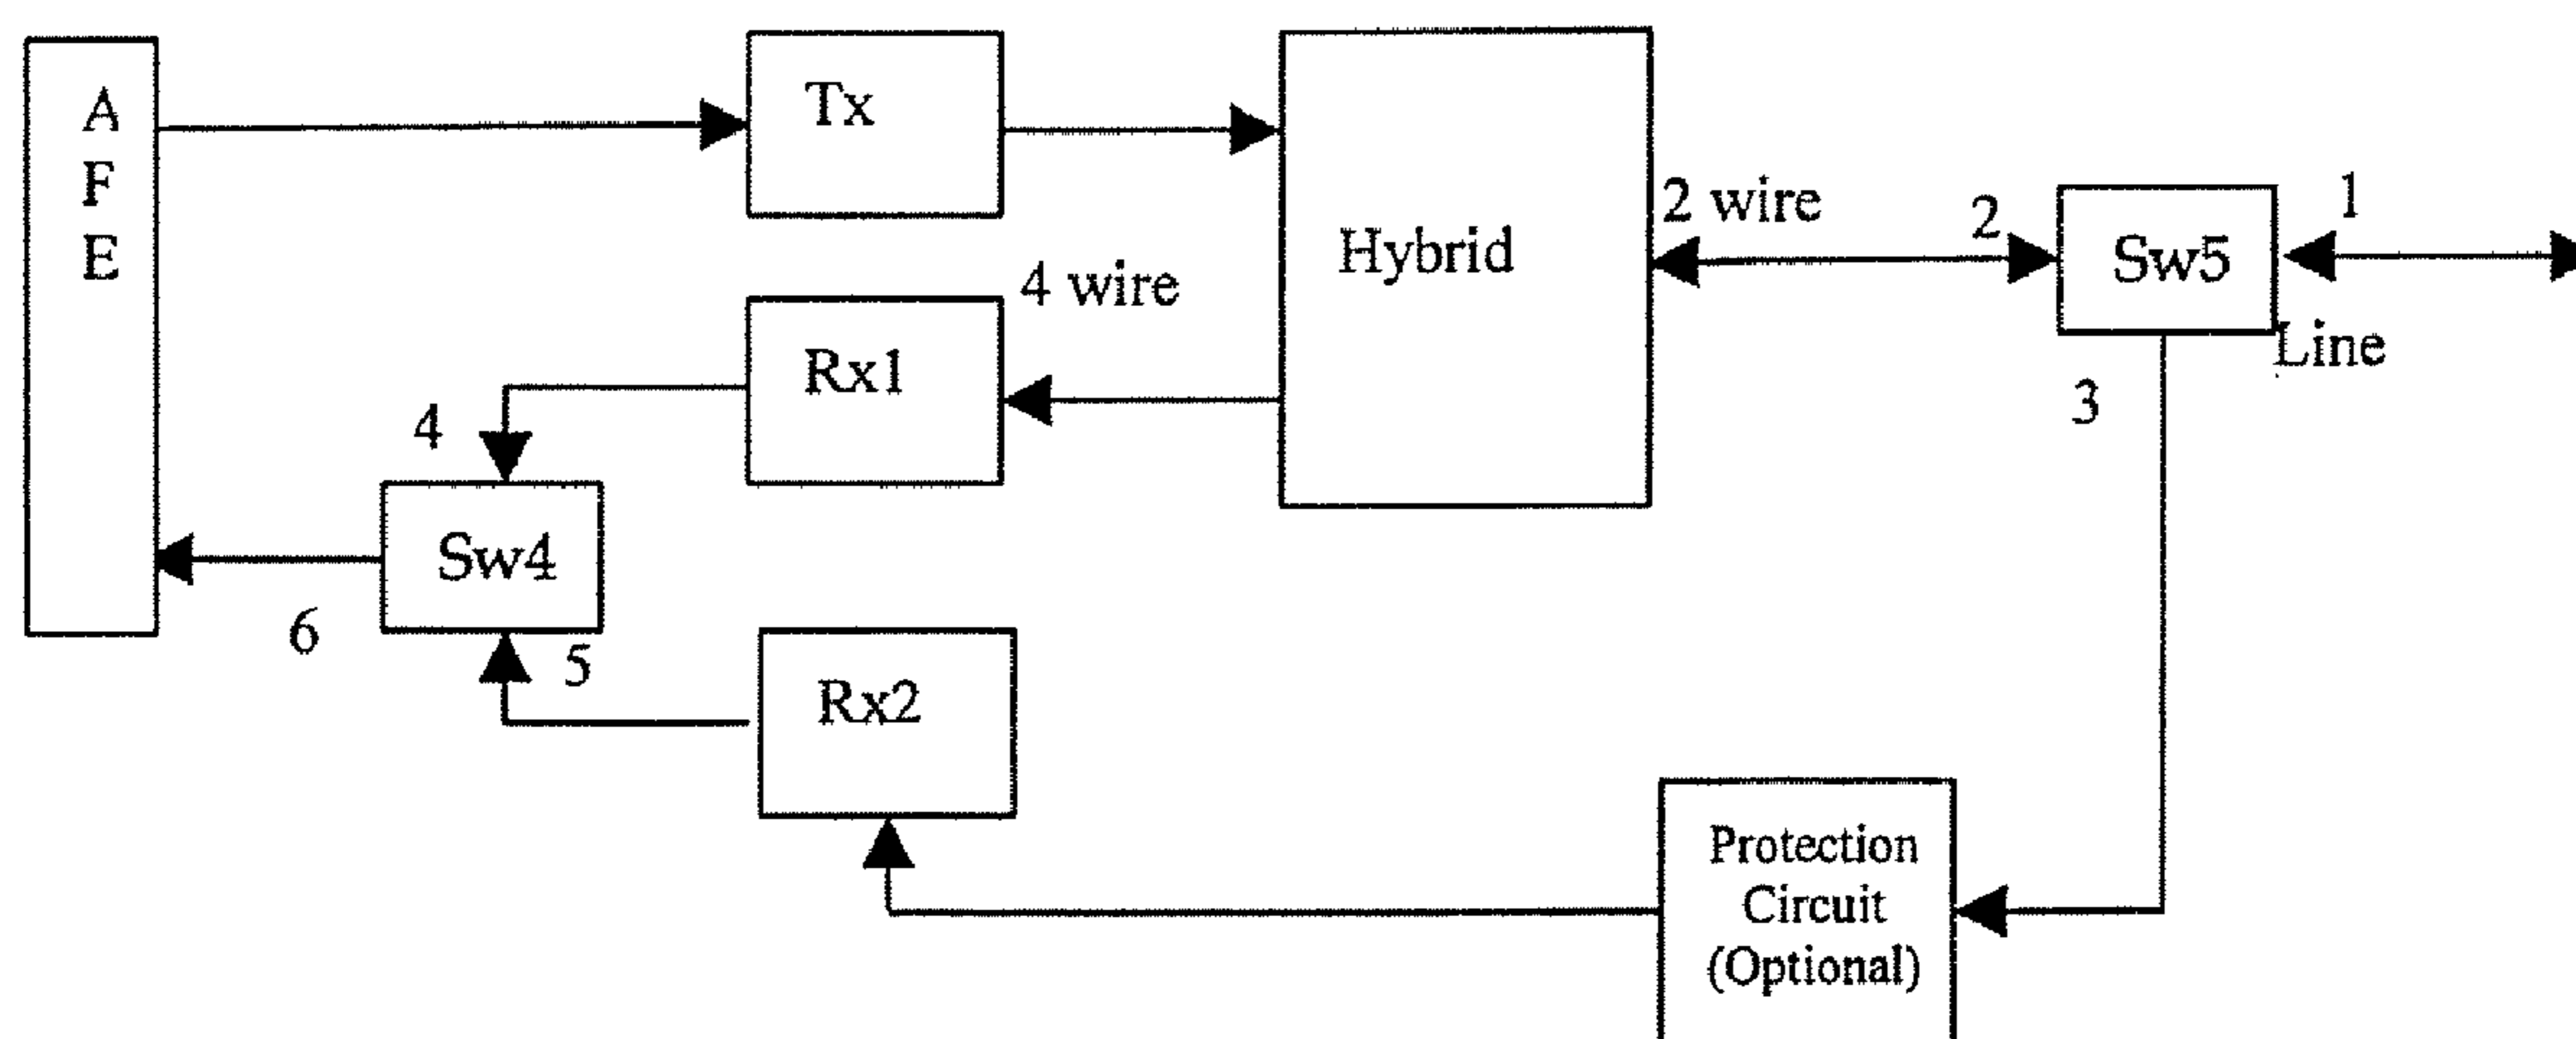 A
F
E
Tx
Hybrid
2 wire
2
Sw5
1
Line
4 wire
Rx1
3
4
Sw4
6
5
Rx2
Protection
Circuit
(Optional)